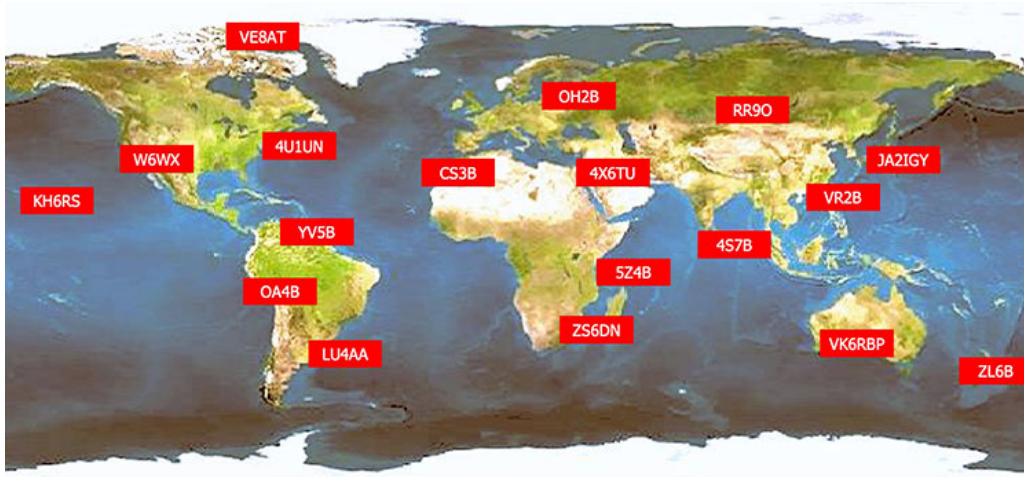 VE8AT
OH2B
RR9O
4U1UN
W6WX
JA2IGY
CS3B
4X6TU
KH6RS
VR2B
YV5B
4S7B
5Z4B
OA4B
ZS6DN
VK6RBP
LU4AA
ZL6B